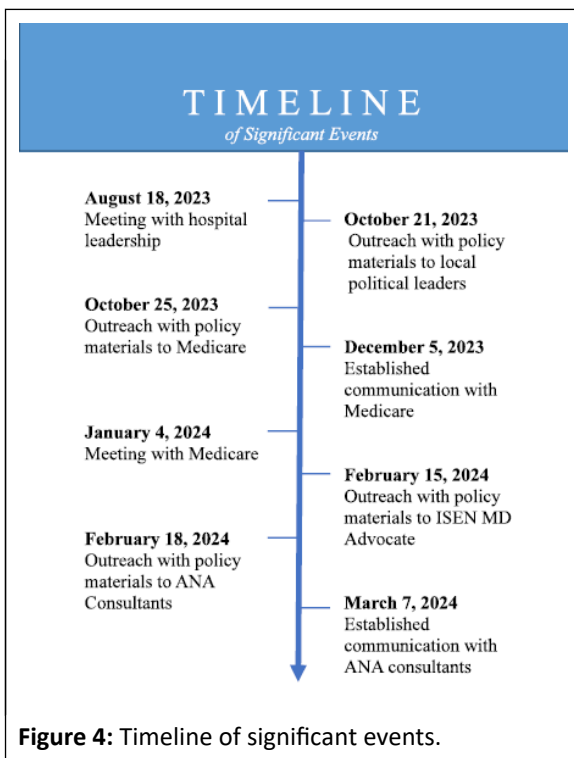 TIMELINE
of Significant Events
August 18, 2023
Meeting with hospital
leadership
October 21, 2023
Outreach with policy
materials to local
political leaders
October 25, 2023
Outreach with policy
materials to Medicare
December 5, 2023
Established
communication with
Medicare
January 4, 2024
Meeting with Medicare
February 15, 2024
Outreach with policy
materials to ISEN MD
Advocate
February 18, 2024
Outreach with policy
materials to ANA
Consultants
March 7, 2024
Established
communication with
ANA consultants
Figure 4: Timeline of significant events.